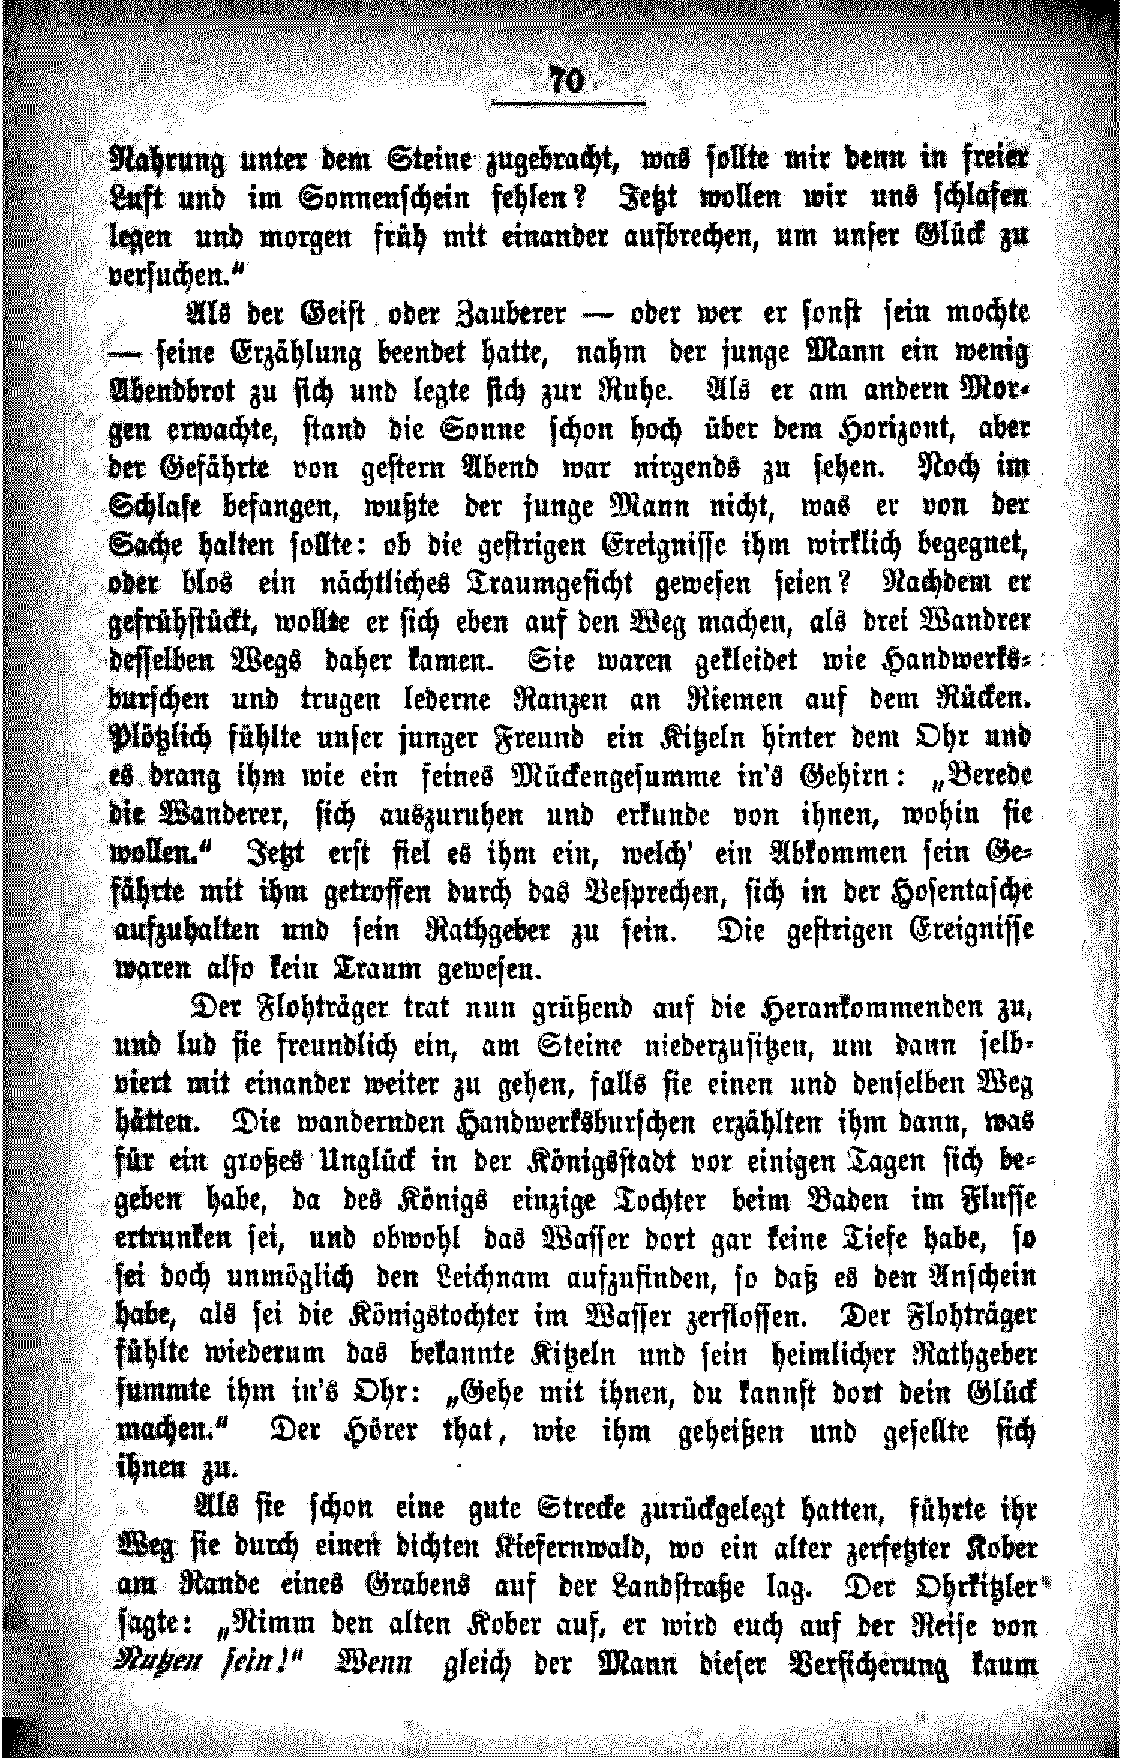 70
Nahrung unter dem Steine zugebracht, was sollte mir denn in freier
Luft und im Sonnenschein fehlen? Jetzt wollen wir uns schlafen
legen und morgen früh mit einander aufbrechen, um unser Glück zu
versuchen.“
Als der Geist oder Zauberer — oder wer er sonst sein mochte
— seine Erzählung beendet hatte, nahm der junge Mann ein wenig
Abendbrot zu sich und legte sich zur Ruhe. Als er am andern Mor-
gen erwachte, stand die Sonne schon hoch über dem Horizont, aber
der Gefährte von gestern Abend war nirgends zu sehen. Noch im
Schlafe befangen, wußte der junge Mann nicht, was er von der
Sache halten sollte: ob die gestrigen Ereignisse ihm wirklich begegnet,
oder blos ein nächtliches Traumgesicht gewesen seien? Nachdem er
gefrühstückt, wollte er sich eben auf den Weg machen, als drei Wandrer
desselben Wegs daher kamen. Sie waren gekleidet wie Handwerks-
burschen und trugen lederne Ranzen an Riemen auf dem Rücken.
Plötzlich fühlte unser junger Freund ein Kitzeln hinter dem Ohr und
es drang ihm wie ein feines Mückengesumme in's Gehirn: „Berede
die Wanderer, sich auszuruhen und erkunde von ihnen, wohin sie
wollen.“ Jetzt erst fiel es ihm ein, welch' ein Abkommen sein Ge-
fährte mit ihm getroffen durch das Versprechen, sich in der Hosentasche
aufzuhalten und sein Rathgeber zu sein. Die gestrigen Ereignisse
waren also kein Traum gewesen.
Der Flohträger trat nun grüßend auf die Herankommenden zu,
und lud sie freundlich ein, am Steine niederzusitzen, um dann selb-
viert mit einander weiter zu gehen, falls sie einen und denselben Weg
hätten. Die wandernden Handwerksburschen erzählten ihm dann, was
für ein großes Unglück in der Königsstadt vor einigen Tagen sich be-
geben habe, da des Königs einzige Tochter beim Baden im Flusse
ertrunken sei, und obwohl das Wasser dort gar keine Tiefe habe, so
sei doch unmöglich den Leichnam aufzufinden, so daß es den Anschein
habe, als sei die Königstochter im Wasser zerflossen. Der Flohträger
fühlte wiederum das bekannte Kitzeln und sein heimlicher Rathgeber
summte ihm in's Ohr: „Gehe mit ihnen, du kannst dort dein Glück
machen.“ Der Hörer that, wie ihm geheißen und gesellte sich
ihnen zu.
Als sie schon eine gute Strecke zurückgelegt hatten, führte ihr
Weg sie durch einen dichten Kiefernwald, wo ein alter zerfetzter Kober
am Rande eines Grabens auf der Landstraße lag. Der Ohrkitzler
sagte: „Nimm den alten Kober auf, er wird euch auf der Reise von
Nutzen sein!“ Wenn gleich der Mann dieser Versicherung kaum